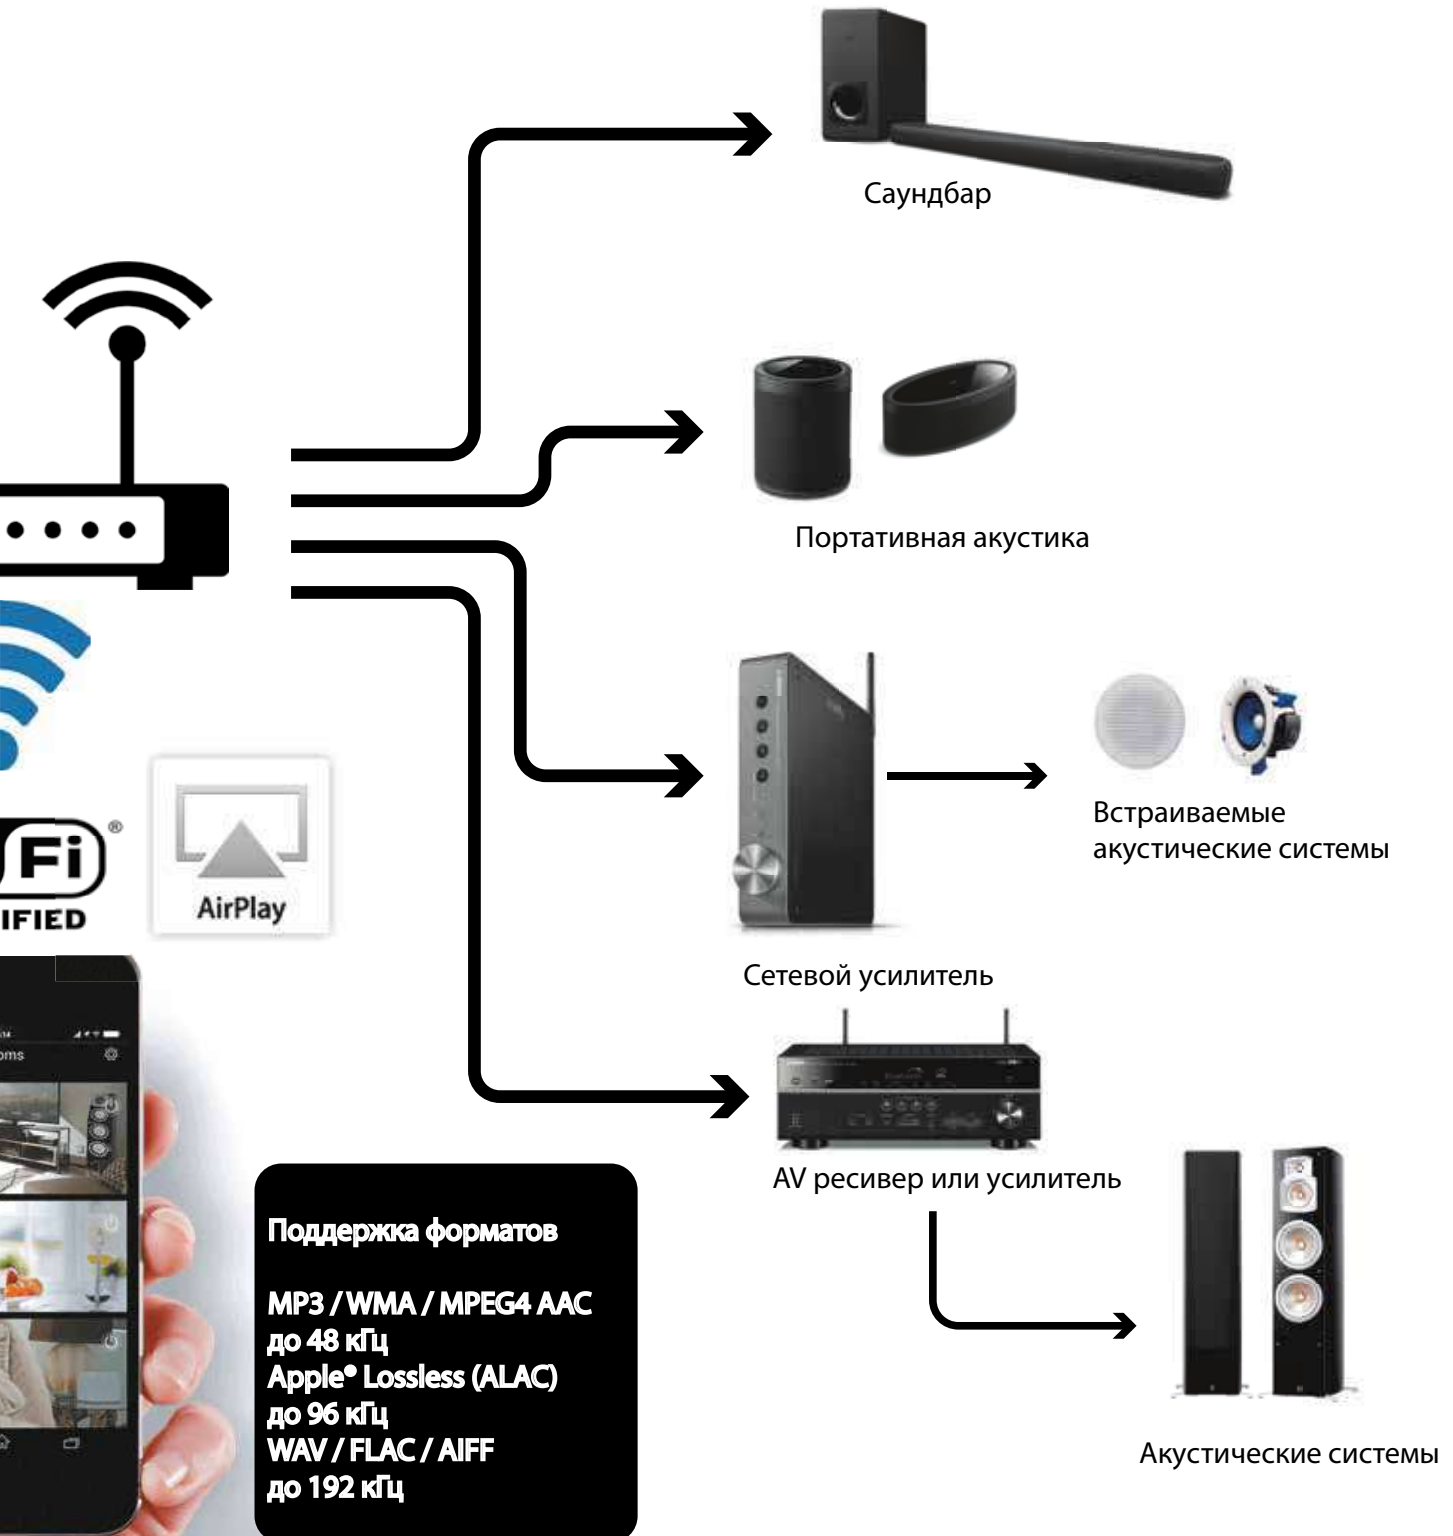 Саундбар
Портативная акустика
Встраиваемые
акустические системы
Fi®
IFIED
AirPlay
Сетевой усилитель
oms
AV ресивер или усилитель
Поддержка форматов
MP3 / WMA / MPEG4 AAC
до 48 кГц
Apple® Lossless (ALAC)
до 96 кГц
WAV / FLAC / AIFF
до 192 кГц
Акустические системы